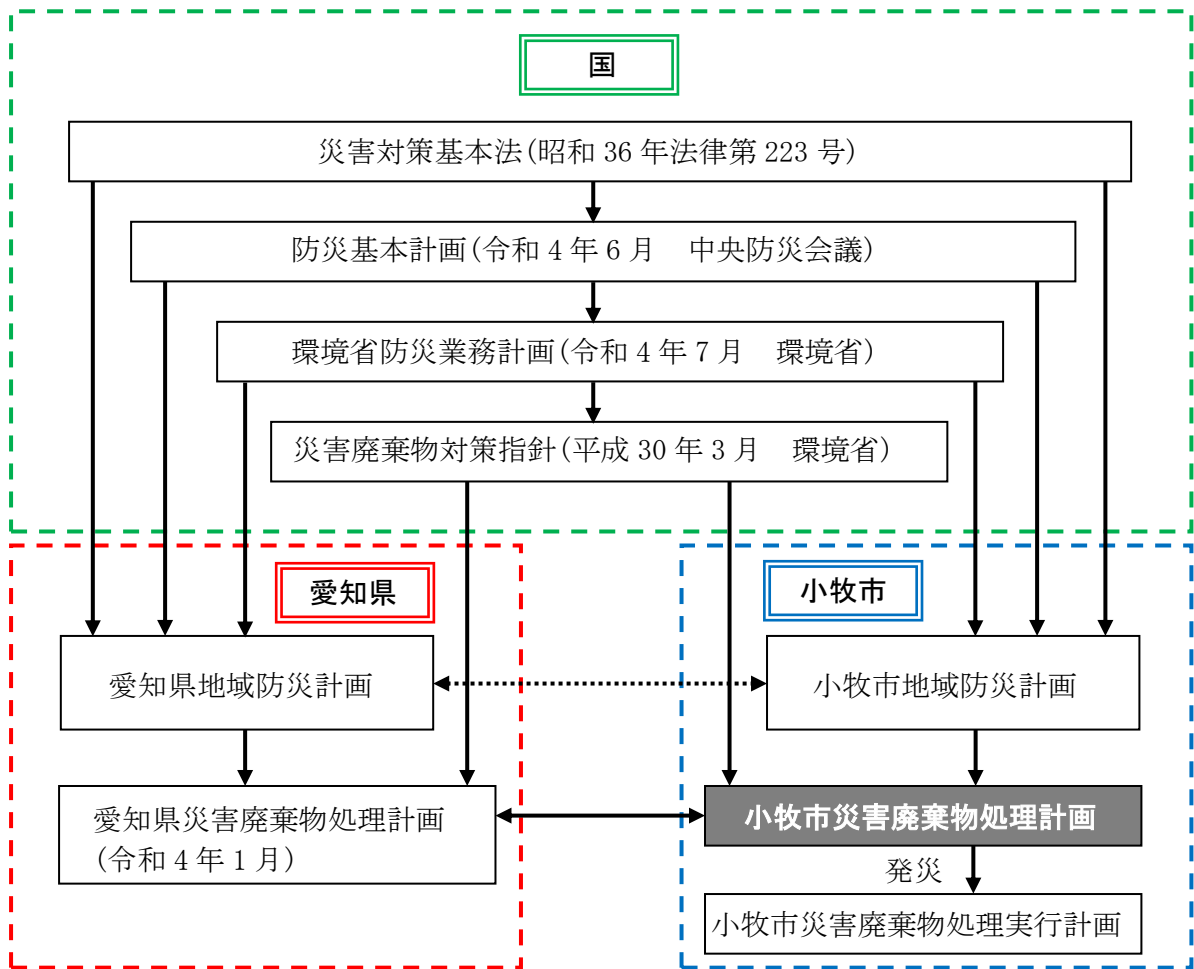 国
災害対策基本法(昭和 36 年法律第 223 号)
防災基本計画(令和 4 年 6 月　中央防災会議)
環境省防災業務計画(令和 4 年 7 月　環境省)
災害廃棄物対策指針(平成 30 年 3 月　環境省)
愛知県
小牧市
愛知県地域防災計画
小牧市地域防災計画
愛知県災害廃棄物処理計画
(令和 4 年 1 月)
小牧市災害廃棄物処理計画
発災
小牧市災害廃棄物処理実行計画